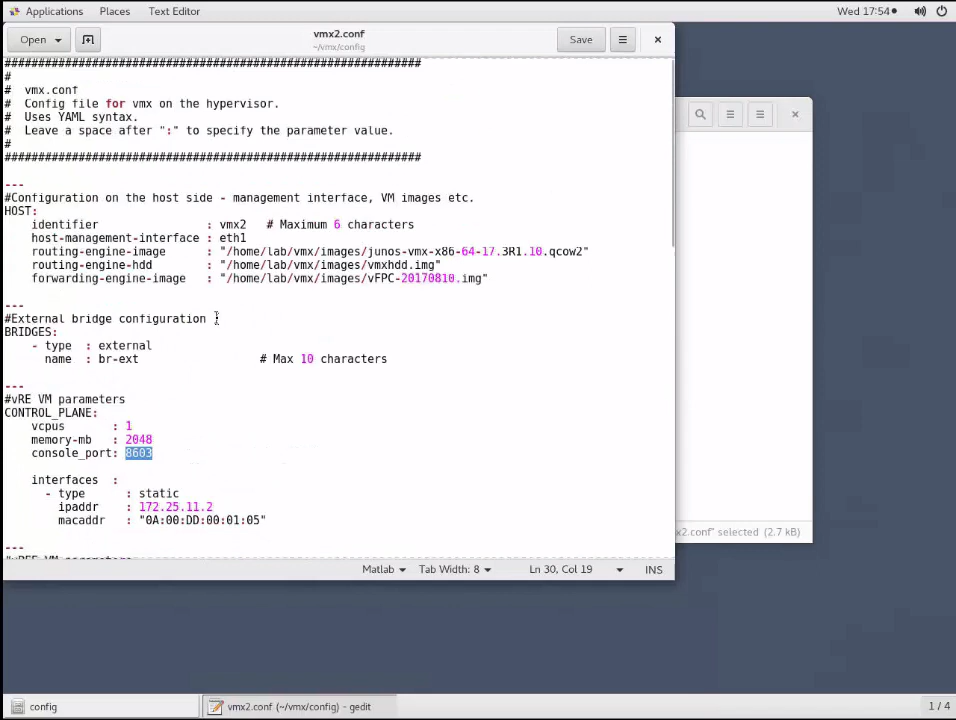 Applications Places Text Editor Wed 17:54
Open vmx2.conf Save
~/vmx/config
##############################################################
#
# vmx.conf
# Config file for vmx on the hypervisor.
# Uses YAML syntax.
# Leave a space after ":" to specify the parameter value.
#
##############################################################
---
#Configuration on the host side - management interface, VM images etc.
HOST:
identifier : vmx2 # Maximum 6 characters
host-management-interface : eth1
routing-engine-image : "/home/lab/vmx/images/junos-vmx-x86-64-17.3R1.10.qcow2"
routing-engine-hdd : "/home/lab/vmx/images/vmxhdd.img"
forwarding-engine-image : "/home/lab/vmx/images/vFPC-20170810.img"
---
#External bridge configuration
BRIDGES:
- type : external
name : br-ext # Max 10 characters
---
#vRE VM parameters
CONTROL_PLANE:
vcpus : 1
memory-mb : 2048
console_port: 8603
interfaces :
- type : static
ipaddr : 172.25.11.2
macaddr : "0A:00:DD:00:01:05"
---
x2.conf" selected (2.7 kB)
Matlab Tab Width: 8 Ln 30, Col 19 INS
config vmx2.conf (~/vmx/config) - gedit 1 / 4